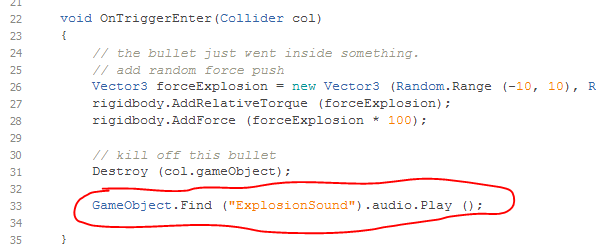 21
22 void OnTriggerEnter(Collider col)
23 {
24 // the bullet just went inside something.
25 // add random force push
26 Vector3 forceExplosion = new Vector3 (Random.Range (-10, 10), R
27 rigidbody.AddRelativeTorque (forceExplosion);
28 rigidbody.AddForce (forceExplosion * 100);
29
30 // kill off this bullet
31 Destroy (col.gameObject);
32
33 GameObject.Find ("ExplosionSound").audio.Play ();
34
35 }